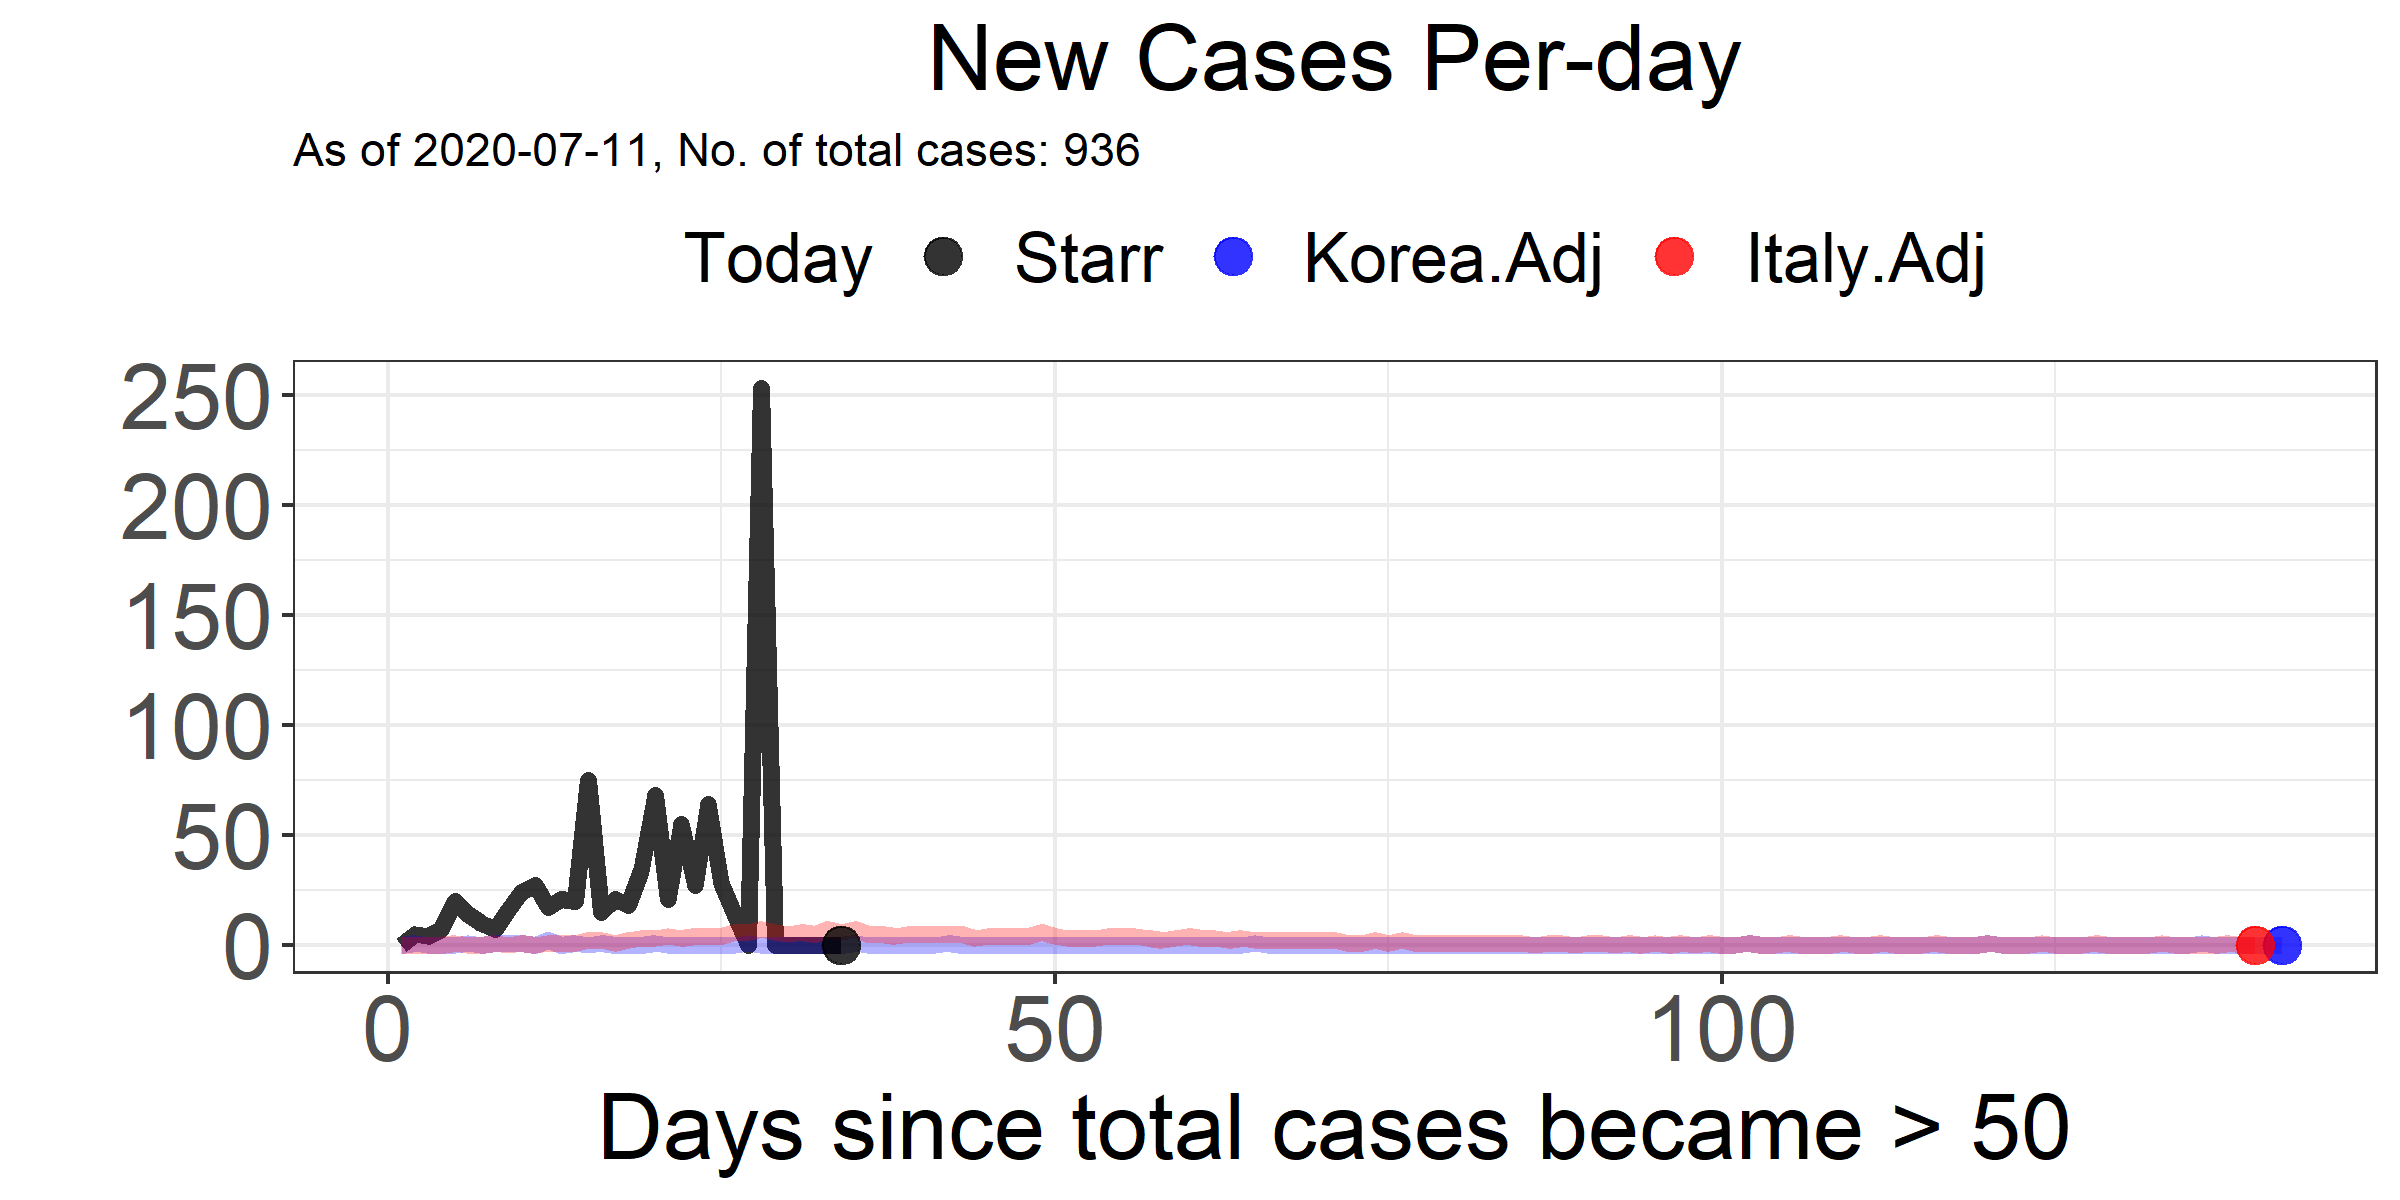 New Cases Per-day
As of 2020-07-11, No. of total cases: 936
Today Starr Korea.Adj Italy.Adj
250
200
150
100
50
0
0 50 100
Days since total cases became > 50